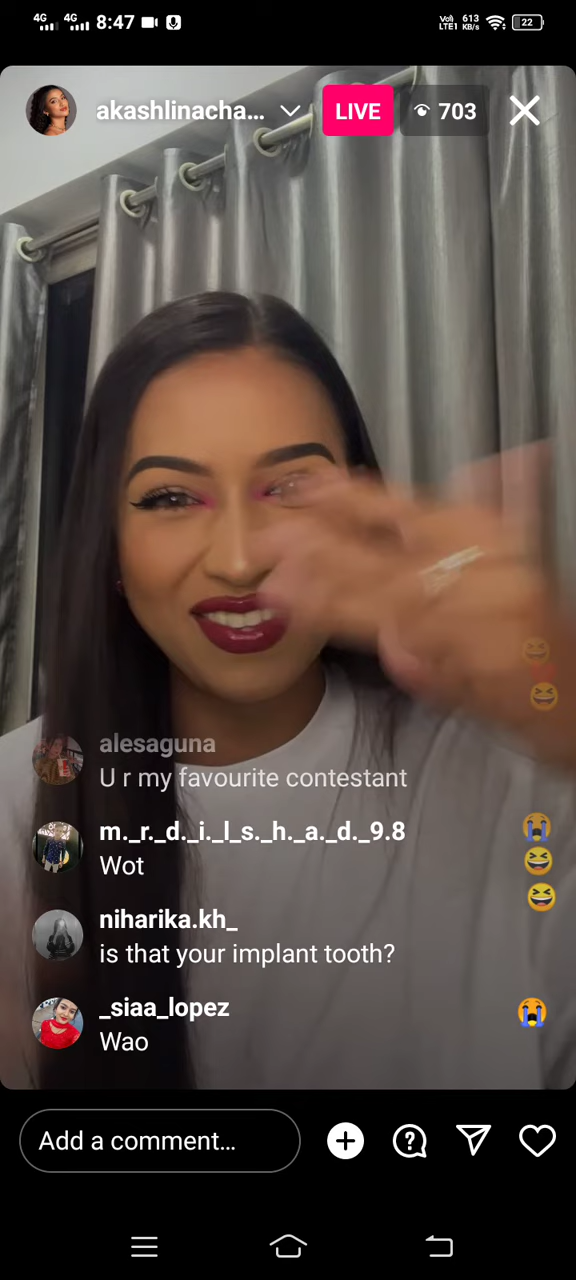 4G 4G 8:47 VoI) LTE1 613 KB/s 22
akashlinacha... LIVE 703
alesaguna
U r my favourite contestant
m._r._d._i._l_s._h._a._d._9.8
Wot
niharika.kh_
is that your implant tooth?
_siaa_lopez
Wao
Add a comment...